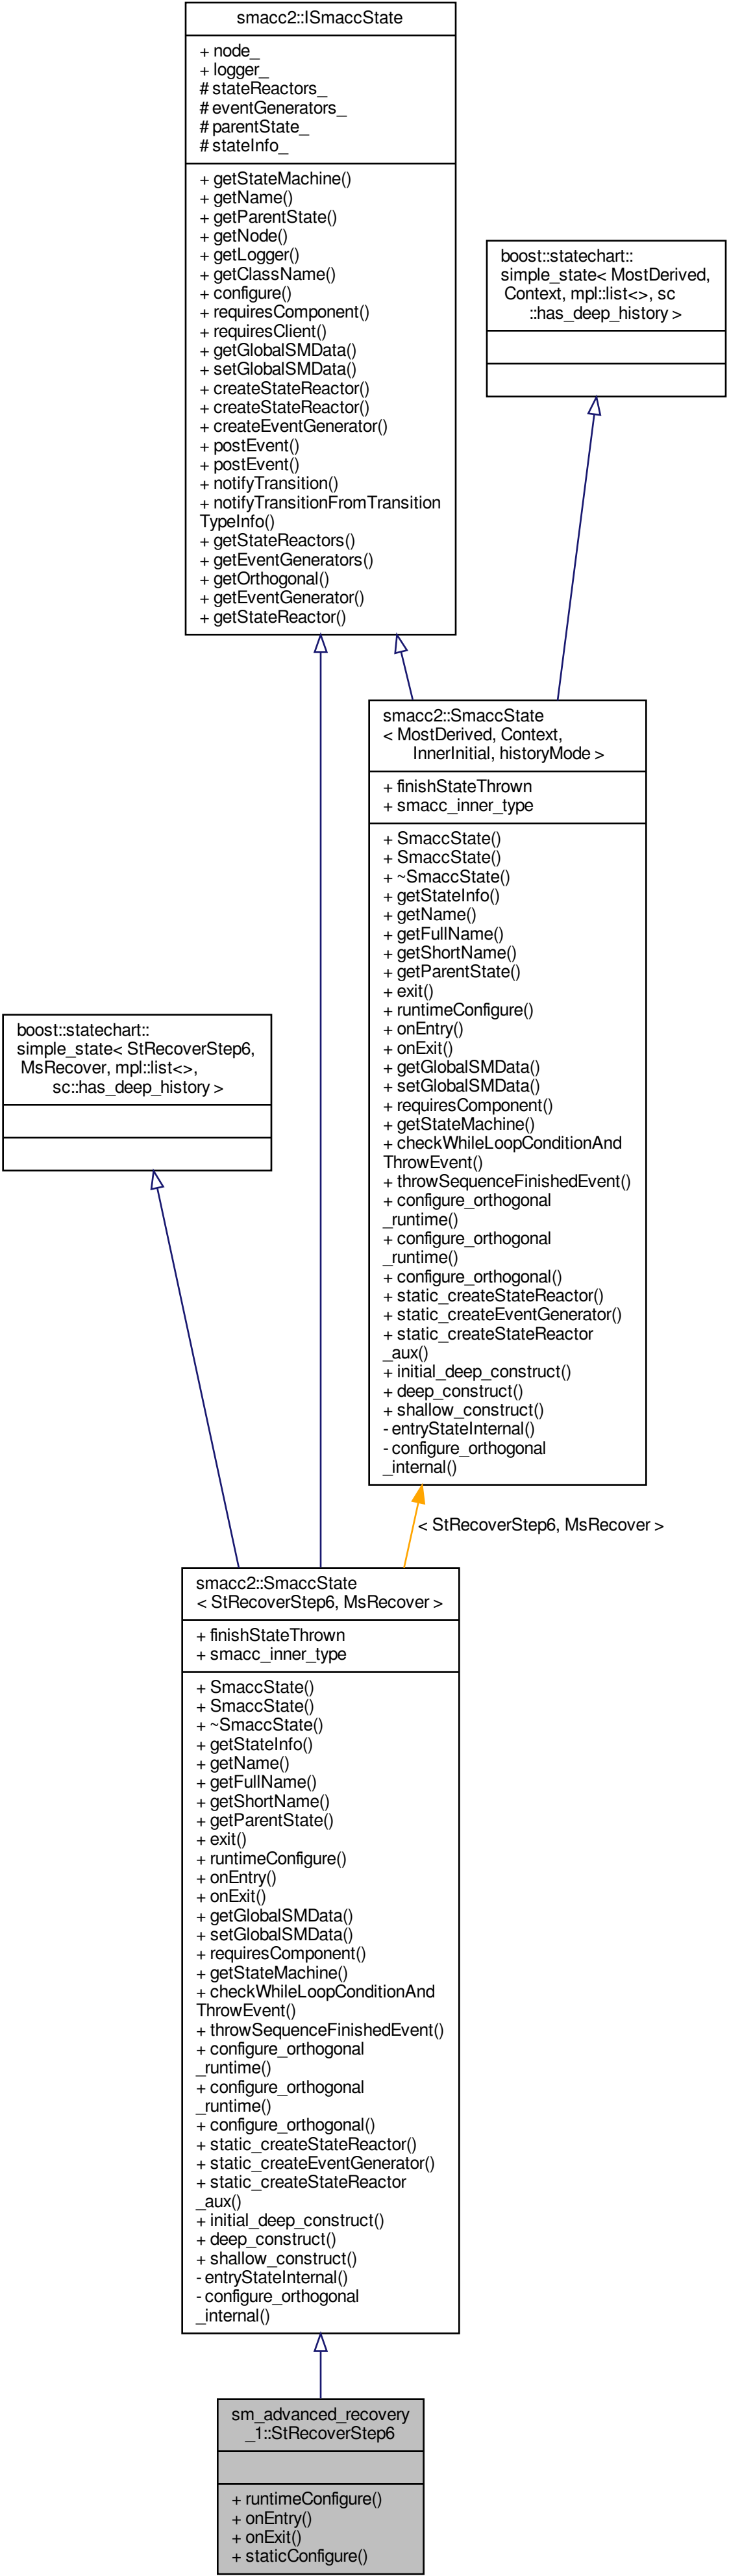 smacc2::ISmaccState
+ node_
+ logger_
# stateReactors_
# eventGenerators_
# parentState_
# stateInfo_
+ getStateMachine()
+ getName()
+ getParentState()
+ getNode()
+ getLogger()
+ getClassName()
+ configure()
+ requiresComponent()
+ requiresClient()
+ getGlobalSMData()
+ setGlobalSMData()
+ createStateReactor()
+ createStateReactor()
+ createEventGenerator()
+ postEvent()
+ postEvent()
+ notifyTransition()
+ notifyTransitionFromTransition
TypeInfo()
+ getStateReactors()
+ getEventGenerators()
+ getOrthogonal()
+ getEventGenerator()
+ getStateReactor()
boost::statechart::
simple_state< MostDerived,
Context, mpl::list<>, sc
::has_deep_history >
smacc2::SmaccState
< MostDerived, Context,
InnerInitial, historyMode >
+ finishStateThrown
+ smacc_inner_type
+ SmaccState()
+ SmaccState()
+ ~SmaccState()
+ getStateInfo()
+ getName()
+ getFullName()
+ getShortName()
+ getParentState()
+ exit()
+ runtimeConfigure()
+ onEntry()
+ onExit()
+ getGlobalSMData()
+ setGlobalSMData()
+ requiresComponent()
+ getStateMachine()
+ checkWhileLoopConditionAnd
ThrowEvent()
+ throwSequenceFinishedEvent()
+ configure_orthogonal
_runtime()
+ configure_orthogonal
_runtime()
+ configure_orthogonal()
+ static_createStateReactor()
+ static_createEventGenerator()
+ static_createStateReactor
_aux()
+ initial_deep_construct()
+ deep_construct()
+ shallow_construct()
- entryStateInternal()
- configure_orthogonal
_internal()
boost::statechart::
simple_state< StRecoverStep6,
MsRecover, mpl::list<>,
sc::has_deep_history >
< StRecoverStep6, MsRecover >
smacc2::SmaccState
< StRecoverStep6, MsRecover >
+ finishStateThrown
+ smacc_inner_type
+ SmaccState()
+ SmaccState()
+ ~SmaccState()
+ getStateInfo()
+ getName()
+ getFullName()
+ getShortName()
+ getParentState()
+ exit()
+ runtimeConfigure()
+ onEntry()
+ onExit()
+ getGlobalSMData()
+ setGlobalSMData()
+ requiresComponent()
+ getStateMachine()
+ checkWhileLoopConditionAnd
ThrowEvent()
+ throwSequenceFinishedEvent()
+ configure_orthogonal
_runtime()
+ configure_orthogonal
_runtime()
+ configure_orthogonal()
+ static_createStateReactor()
+ static_createEventGenerator()
+ static_createStateReactor
_aux()
+ initial_deep_construct()
+ deep_construct()
+ shallow_construct()
- entryStateInternal()
- configure_orthogonal
_internal()
sm_advanced_recovery
_1::StRecoverStep6
+ runtimeConfigure()
+ onEntry()
+ onExit()
+ staticConfigure()